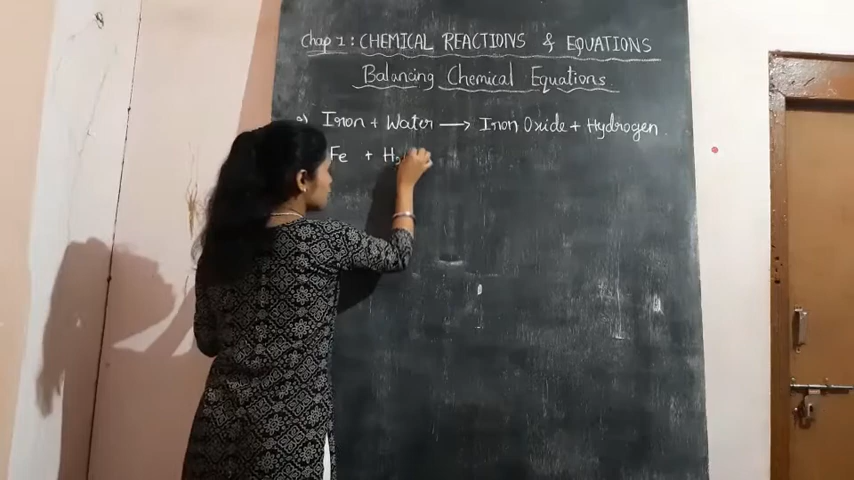 Chap 1: CHEMICAL REACTIONS & EQUATIONS
Balancing Chemical Equations
Iron + Water → Iron Oxide + Hydrogen
Fe + H₂